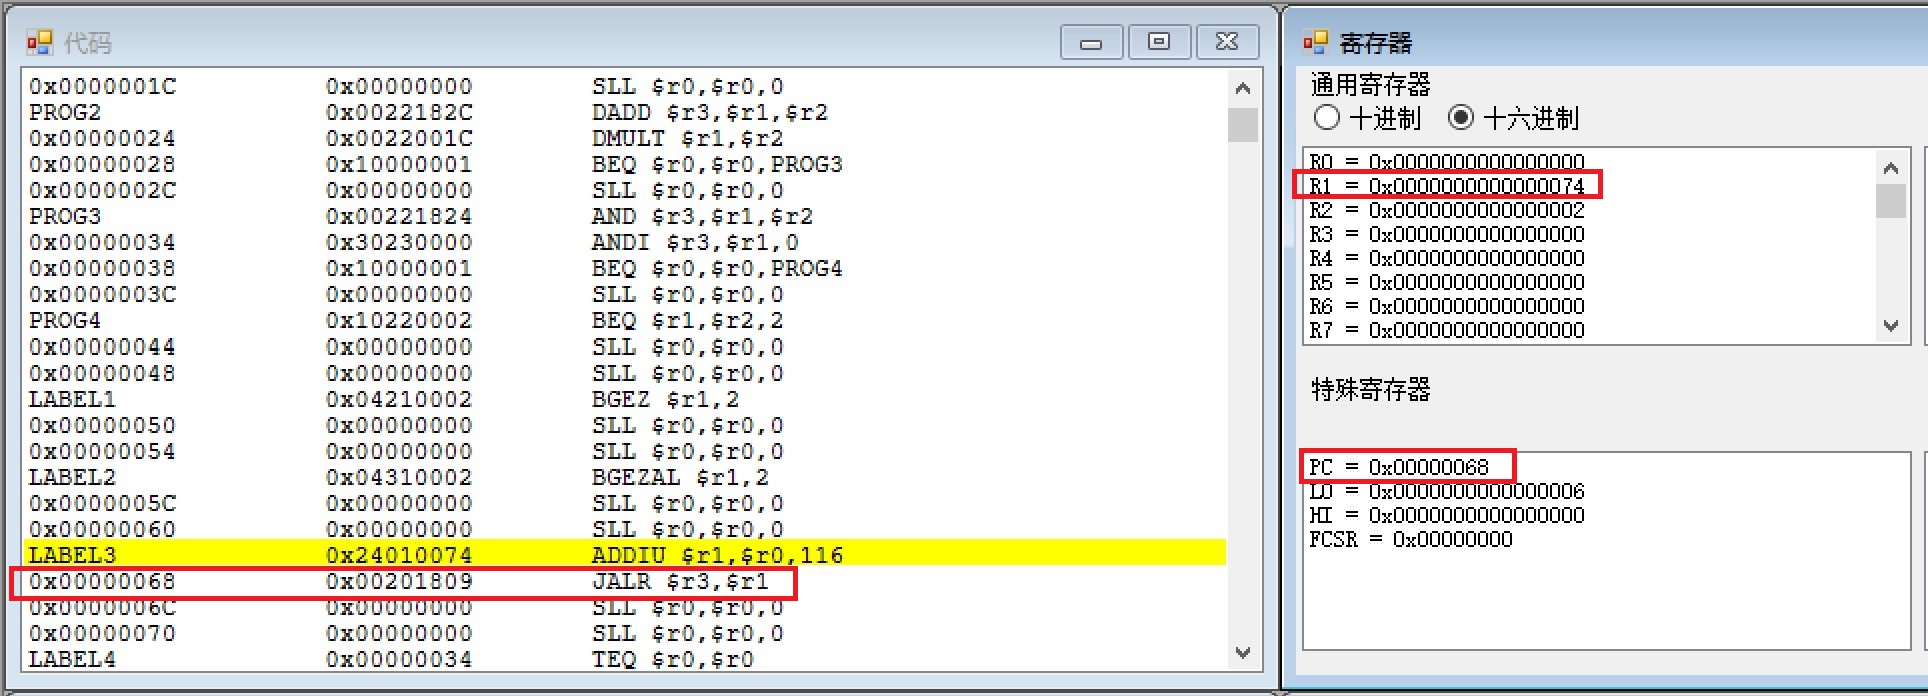 代码
0x0000001C 0x00000000 SLL $r0,$r0,0
PROG2 0x0022182C DADD $r3,$r1,$r2
0x00000024 0x0022001C DMULT $r1,$r2
0x00000028 0x10000001 BEQ $r0,$r0,PROG3
0x0000002C 0x00000000 SLL $r0,$r0,0
PROG3 0x00221824 AND $r3,$r1,$r2
0x00000034 0x30230000 ANDI $r3,$r1,0
0x00000038 0x10000001 BEQ $r0,$r0,PROG4
0x0000003C 0x00000000 SLL $r0,$r0,0
PROG4 0x10220002 BEQ $r1,$r2,2
0x00000044 0x00000000 SLL $r0,$r0,0
0x00000048 0x00000000 SLL $r0,$r0,0
LABEL1 0x04210002 BGEZ $r1,2
0x00000050 0x00000000 SLL $r0,$r0,0
0x00000054 0x00000000 SLL $r0,$r0,0
LABEL2 0x04310002 BGEZAL $r1,2
0x0000005C 0x00000000 SLL $r0,$r0,0
0x00000060 0x00000000 SLL $r0,$r0,0
LABEL3 0x24010074 ADDIU $r1,$r0,116
0x00000068 0x00201809 JALR $r3,$r1
0x0000006C 0x00000000 SLL $r0,$r0,0
0x00000070 0x00000000 SLL $r0,$r0,0
LABEL4 0x00000034 TEQ $r0,$r0
寄存器
通用寄存器
十进制 十六进制
R0 = 0x0000000000000000
R1 = 0x0000000000000074
R2 = 0x0000000000000002
R3 = 0x0000000000000000
R4 = 0x0000000000000000
R5 = 0x0000000000000000
R6 = 0x0000000000000000
R7 = 0x0000000000000000
特殊寄存器
PC = 0x00000068
LO = 0x0000000000000006
HI = 0x0000000000000000
FCSR = 0x00000000